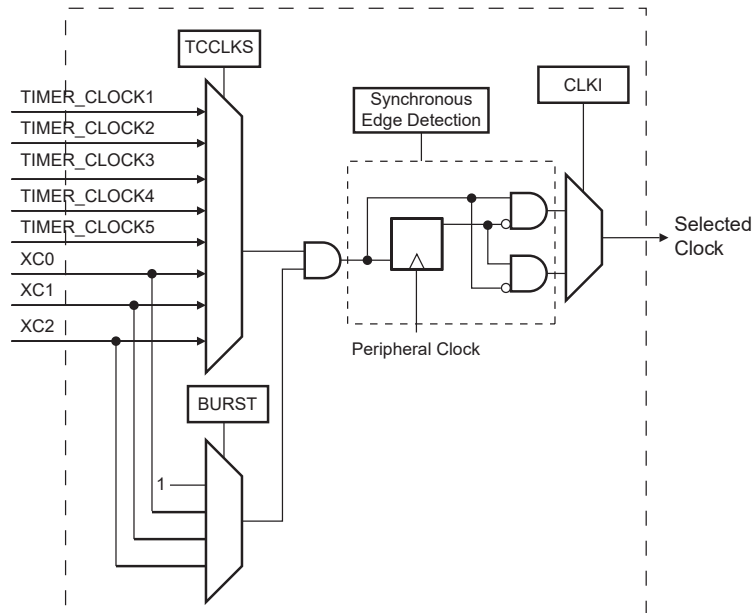 TCCLKS
TIMER_CLOCK1
TIMER_CLOCK2
TIMER_CLOCK3
TIMER_CLOCK4
TIMER_CLOCK5
XC0
XC1
XC2
Synchronous
Edge Detection
CLKI
Selected
Clock
Peripheral Clock
BURST
1